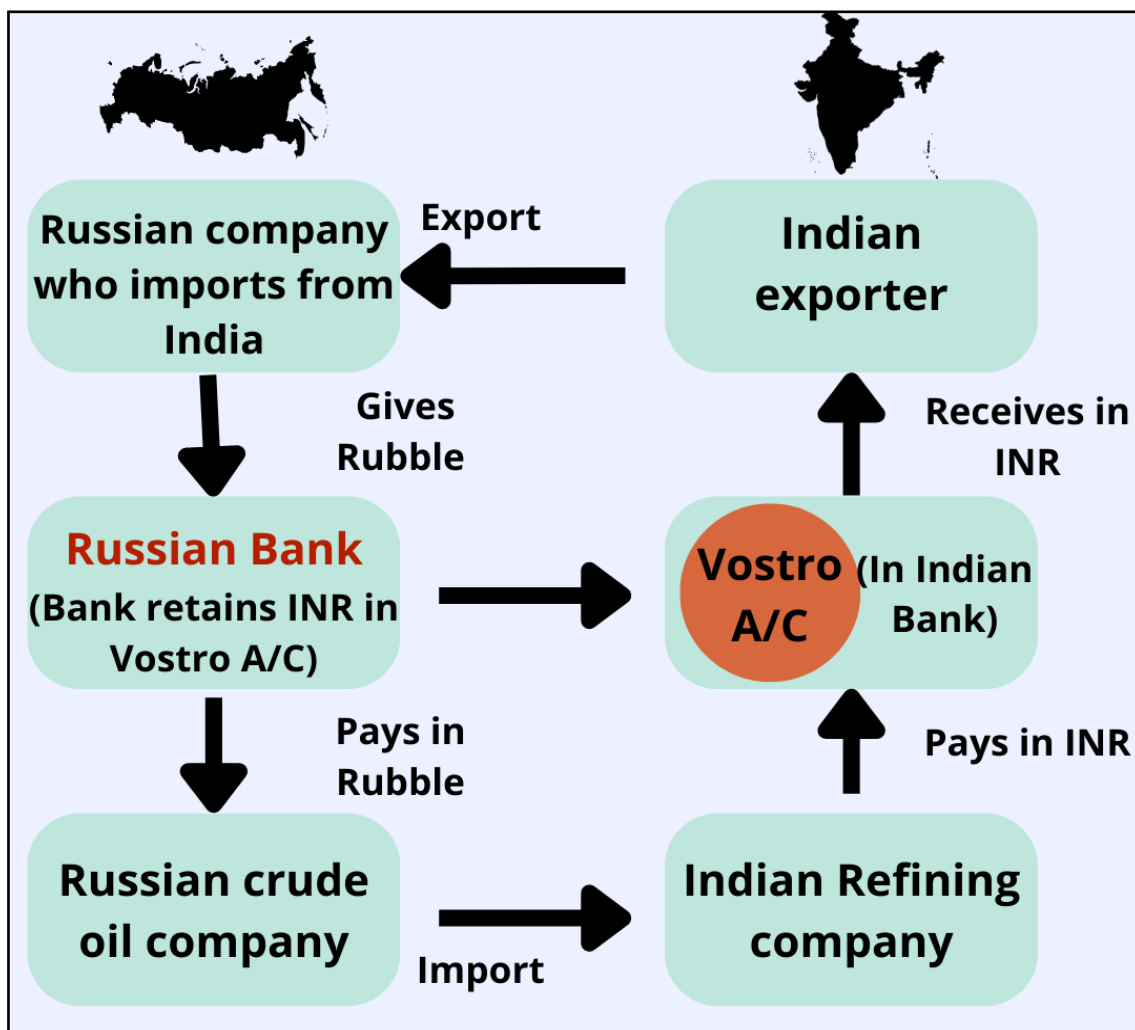 Russian company
who imports from
India
Export
Indian
exporter
Gives
Rubble
Receives in
INR
Russian Bank
(Bank retains INR in
Vostro A/C)
Vostro
A/C
(In Indian
Bank)
Pays in
Rubble
Pays in INR
Russian crude
oil company
Import
Indian Refining
company